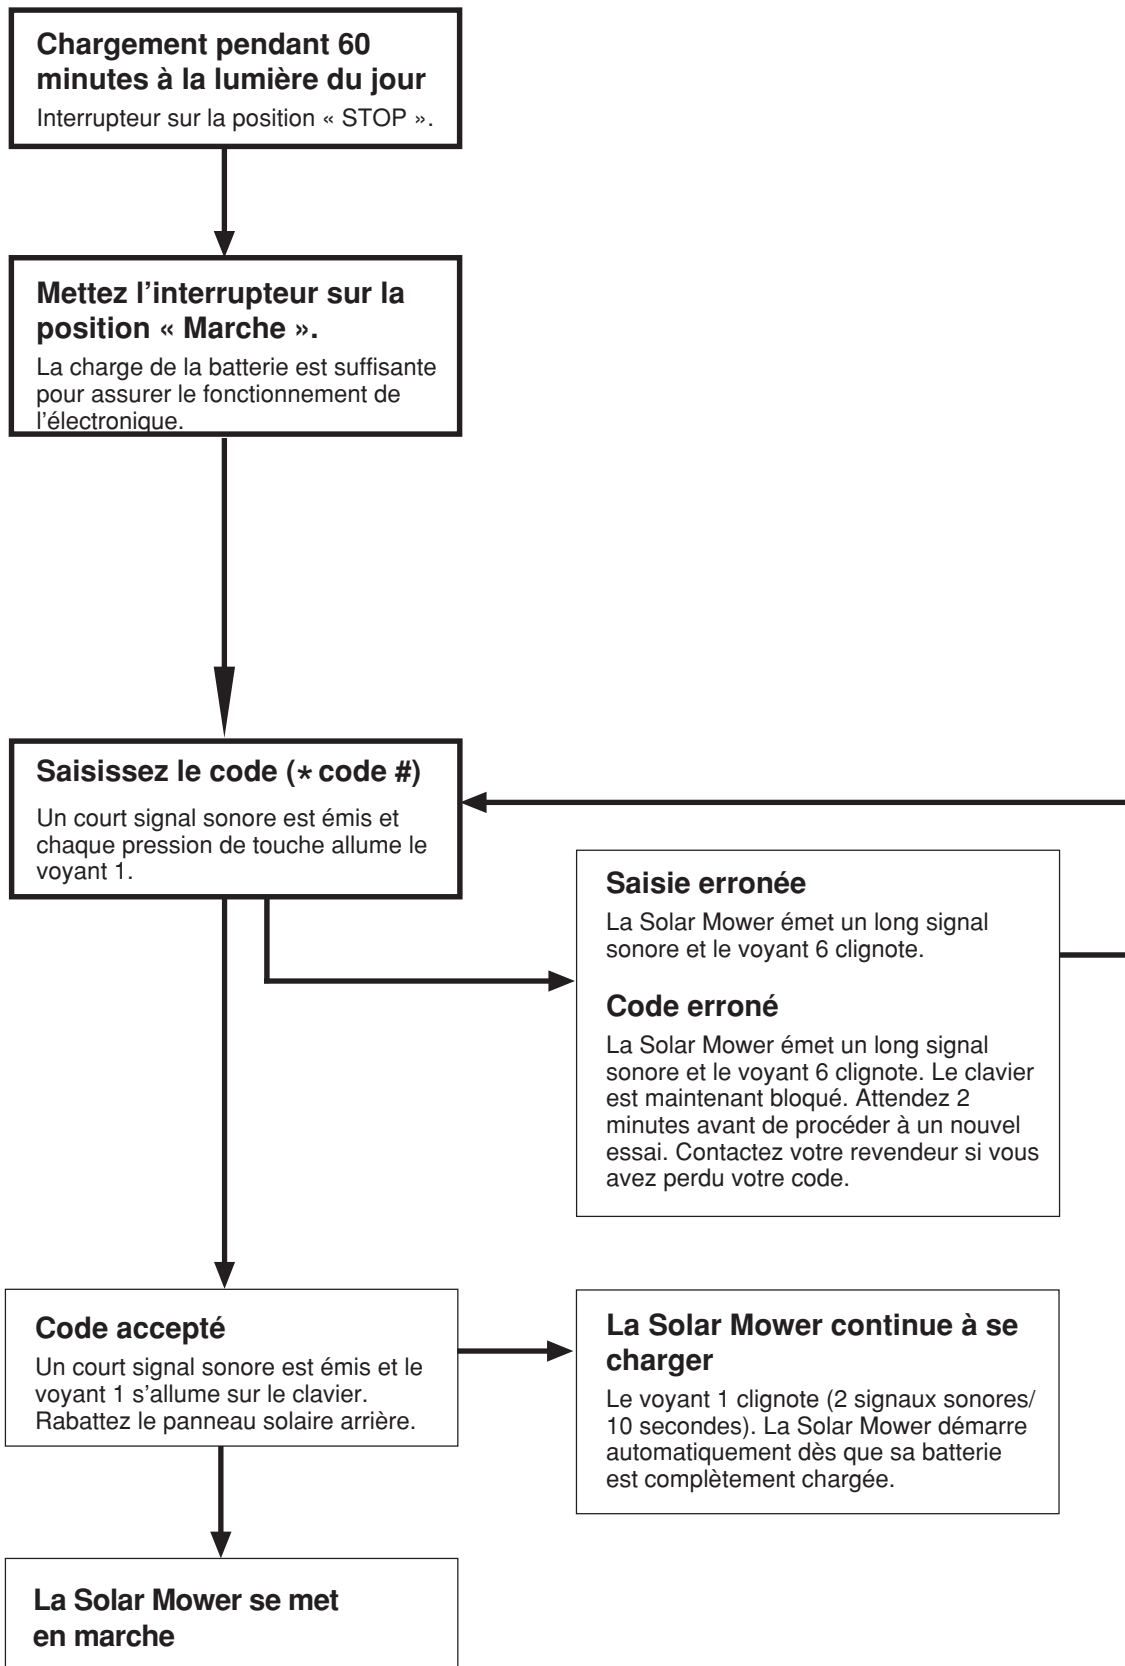 Chargement pendant 60
minutes à la lumière du jour
Interrupteur sur la position « STOP ».
Mettez l’interrupteur sur la
position « Marche ».
La charge de la batterie est suffisante
pour assurer le fonctionnement de
l’électronique.
Saisissez le code (* code #)
Un court signal sonore est émis et
chaque pression de touche allume le
voyant 1.
Saisie erronée
La Solar Mower émet un long signal
sonore et le voyant 6 clignote.
Code erroné
La Solar Mower émet un long signal
sonore et le voyant 6 clignote. Le clavier
est maintenant bloqué. Attendez 2
minutes avant de procéder à un nouvel
essai. Contactez votre revendeur si vous
avez perdu votre code.
Code accepté
Un court signal sonore est émis et le
voyant 1 s’allume sur le clavier.
Rabattez le panneau solaire arrière.
La Solar Mower continue à se
charger
Le voyant 1 clignote (2 signaux sonores/
10 secondes). La Solar Mower démarre
automatiquement dès que sa batterie
est complètement chargée.
La Solar Mower se met
en marche